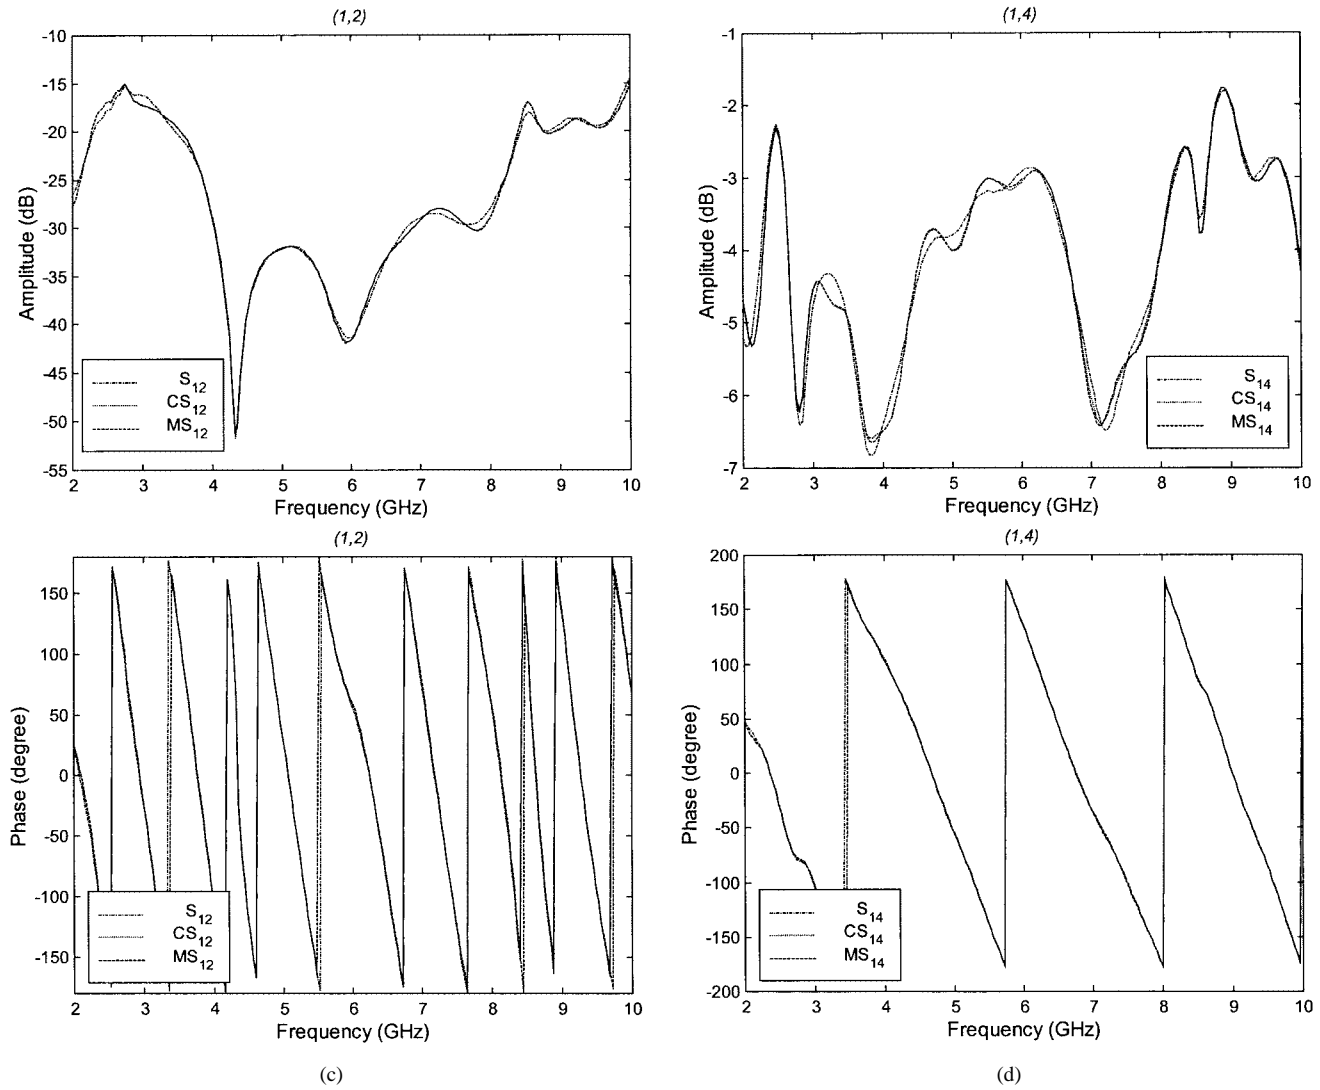 (1,2)
-10
-15
-20
-25
-30
-35
-40
-45
-50
-55
Amplitude (dB)
S12
CS12
MS12
2 3 4 5 6 7 8 9 10
Frequency (GHz)
(1,4)
-1
-2
-3
-4
-5
-6
-7
Amplitude (dB)
S14
CS14
MS14
2 3 4 5 6 7 8 9 10
Frequency (GHz)
(1,2)
150
100
50
0
-50
-100
-150
Phase (degree)
S12
CS12
MS12
2 3 4 5 6 7 8 9 10
Frequency (GHz)
(c)
(1,4)
200
150
100
50
0
-50
-100
-150
-200
Phase (degree)
S14
CS14
MS14
2 3 4 5 6 7 8 9 10
Frequency (GHz)
(d)